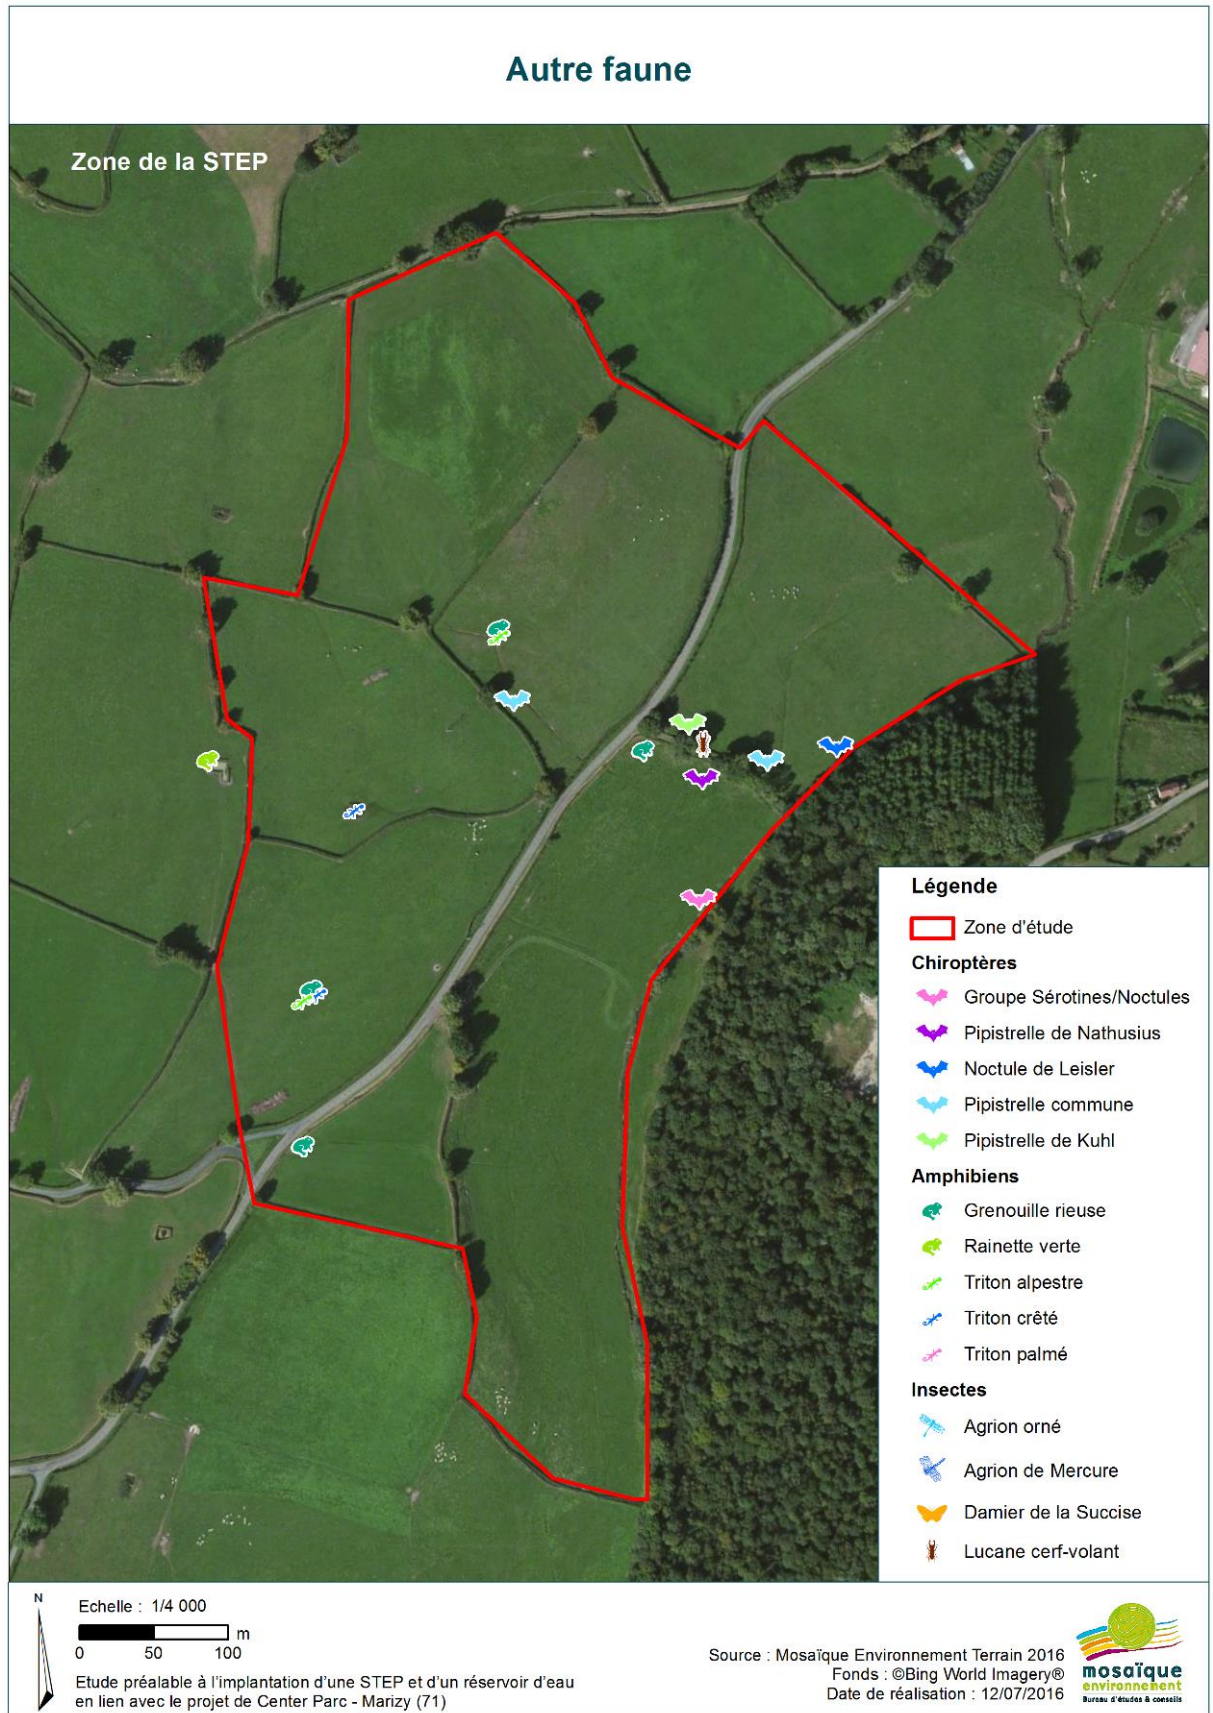 Autre faune
Zone de la STEP
Légende
Zone d'étude
Chiroptères
Groupe Sérotines/Noctules
Pipistrelle de Nathusius
Noctule de Leisler
Pipistrelle commune
Pipistrelle de Kuhl
Amphibiens
Grenouille rieuse
Rainette verte
Triton alpestre
Triton crêté
Triton palmé
Insectes
Agrion orné
Agrion de Mercure
Damier de la Succise
Lucane cerf-volant
N
Echelle : 1/4 000
m
0 50 100
Etude préalable à l'implantation d'une STEP et d'un réservoir d'eau
en lien avec le projet de Center Parc - Marizy (71)
Source : Mosaïque Environnement Terrain 2016
Fonds : ©Bing World Imagery®
Date de réalisation : 12/07/2016
mosaïque
environnement
Bureau d'études & conseils